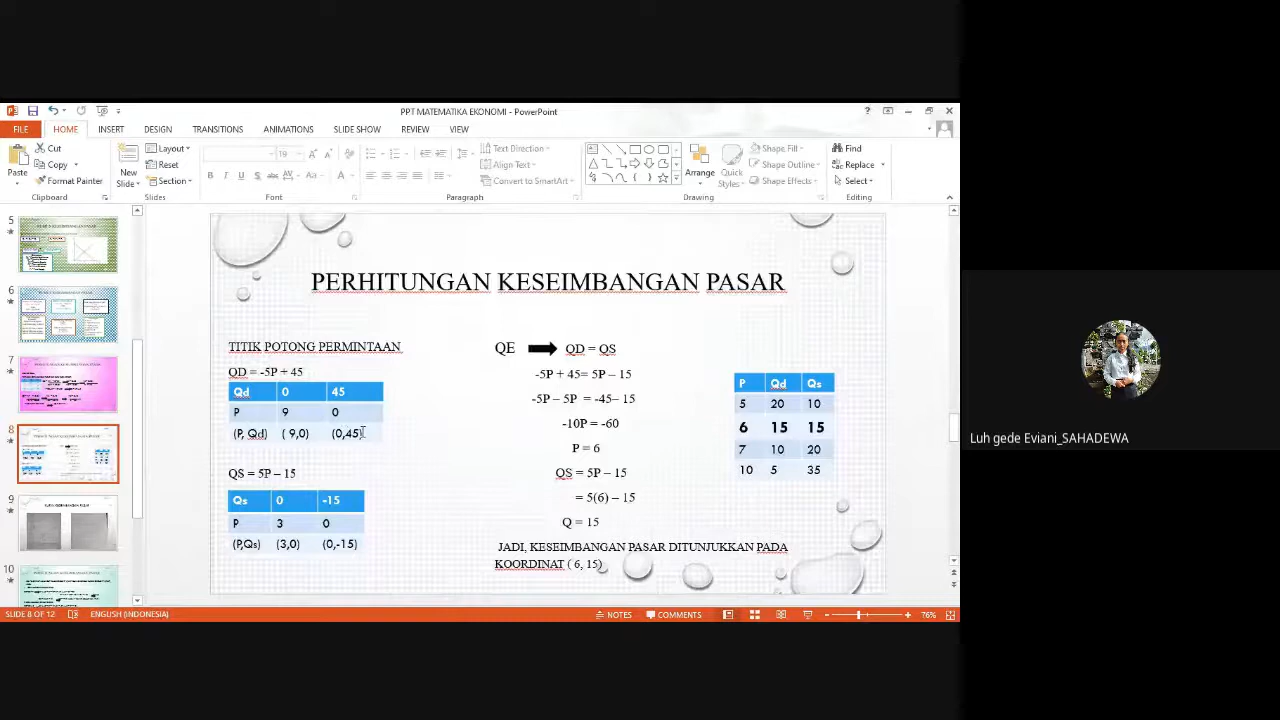 PPT MATEMATIKA EKONOMI - PowerPoint
FILE HOME INSERT DESIGN TRANSITIONS ANIMATIONS SLIDE SHOW REVIEW VIEW
Paste
Cut
Copy
Format Painter
Clipboard
New Slide
Layout
Reset
Section
Slides
19
Font
Text Direction
Align Text
Convert to SmartArt
Paragraph
Arrange
Quick Styles
Shape Fill
Shape Outline
Shape Effects
Drawing
Find
Replace
Select
Editing
5
6
7
8
9
10
PERHITUNGAN KESEIMBANGAN PASAR
TITIK POTONG PERMINTAAN
QD = -5P + 45
Qd 0 45
P 9 0
(P, Qd) ( 9,0) (0,45)
QS = 5P – 15
Qs 0 -15
P 3 0
(P,Qs) (3,0) (0,-15)
QE QD = QS
-5P + 45= 5P – 15
-5P – 5P = -45– 15
-10P = -60
P = 6
QS = 5P – 15
= 5(6) – 15
Q = 15
JADI, KESEIMBANGAN PASAR DITUNJUKKAN PADA
KOORDINAT ( 6, 15)
P Qd Qs
5 20 10
6 15 15
7 10 20
10 5 35
Luh gede Eviani_SAHADEWA
SLIDE 8 OF 12 ENGLISH (INDONESIA) NOTES COMMENTS 76%